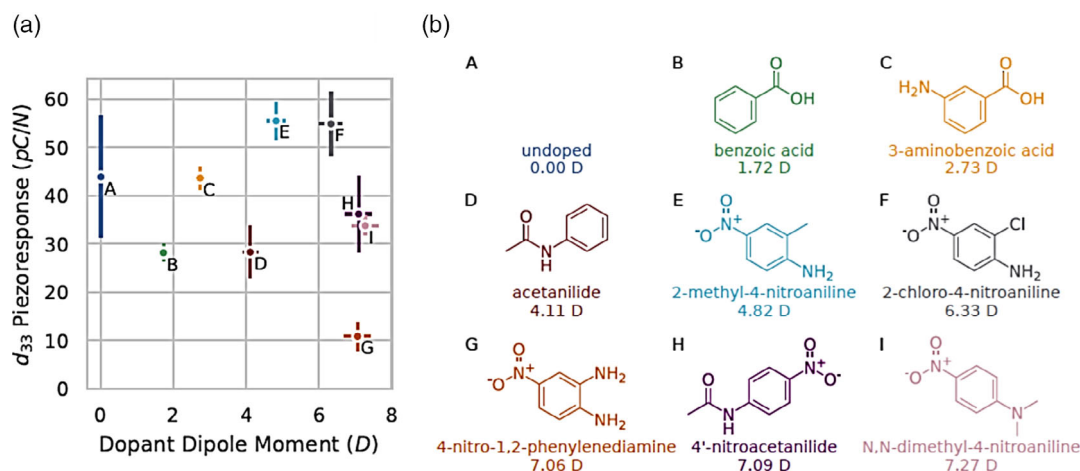 (a)
(b)
d33 Piezoresponse (pC/N)
60
50
40
30
20
10
0
0 2 4 6 8
Dopant Dipole Moment (D)
A
B
C
D
E
F
G
H
I
A
undoped
0.00 D
B
O
OH
benzoic acid
1.72 D
C
H2N
O
OH
3-aminobenzoic acid
2.73 D
D
O
N
H
acetanilide
4.11 D
E
O
N+
O-
NH2
2-methyl-4-nitroaniline
4.82 D
F
O
N+
O-
Cl
NH2
2-chloro-4-nitroaniline
6.33 D
G
O
N+
O-
NH2
NH2
4-nitro-1,2-phenylenediamine
7.06 D
H
O
N+
O-
O
N
H
4'-nitroacetanilide
7.09 D
I
O
N+
O-
N
N,N-dimethyl-4-nitroaniline
7.27 D